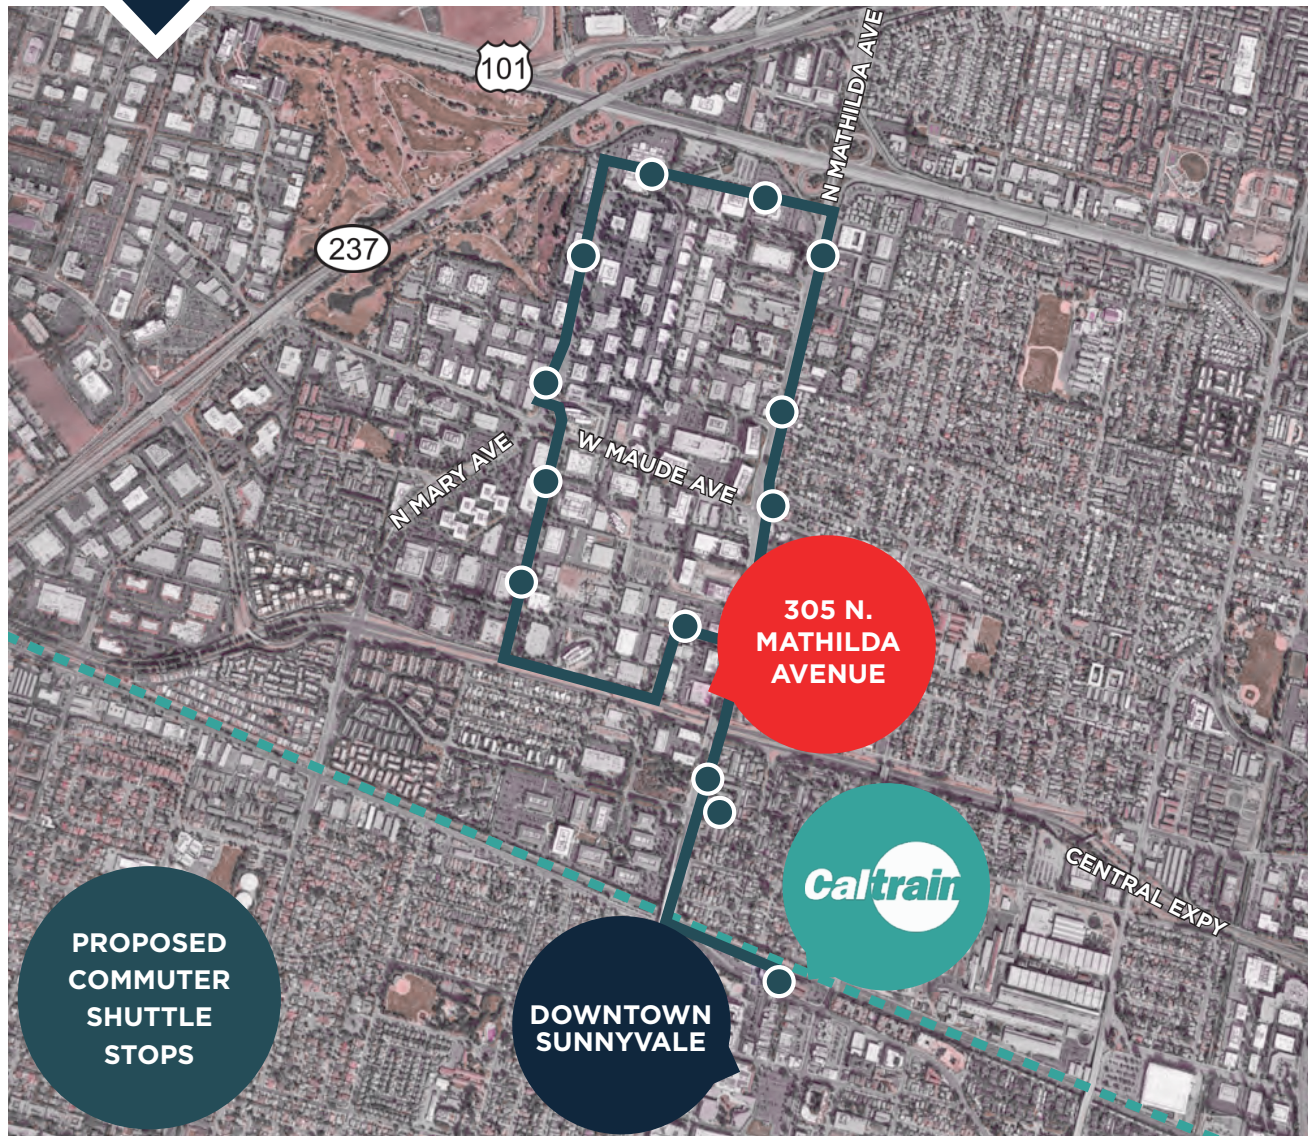 101
N MATHILDA AVE
237
N MARY AVE
W MAUDE AVE
305 N.
MATHILDA
AVENUE
Caltrain
CENTRAL EXPY
PROPOSED
COMMUTER
SHUTTLE
STOPS
DOWNTOWN
SUNNYVALE